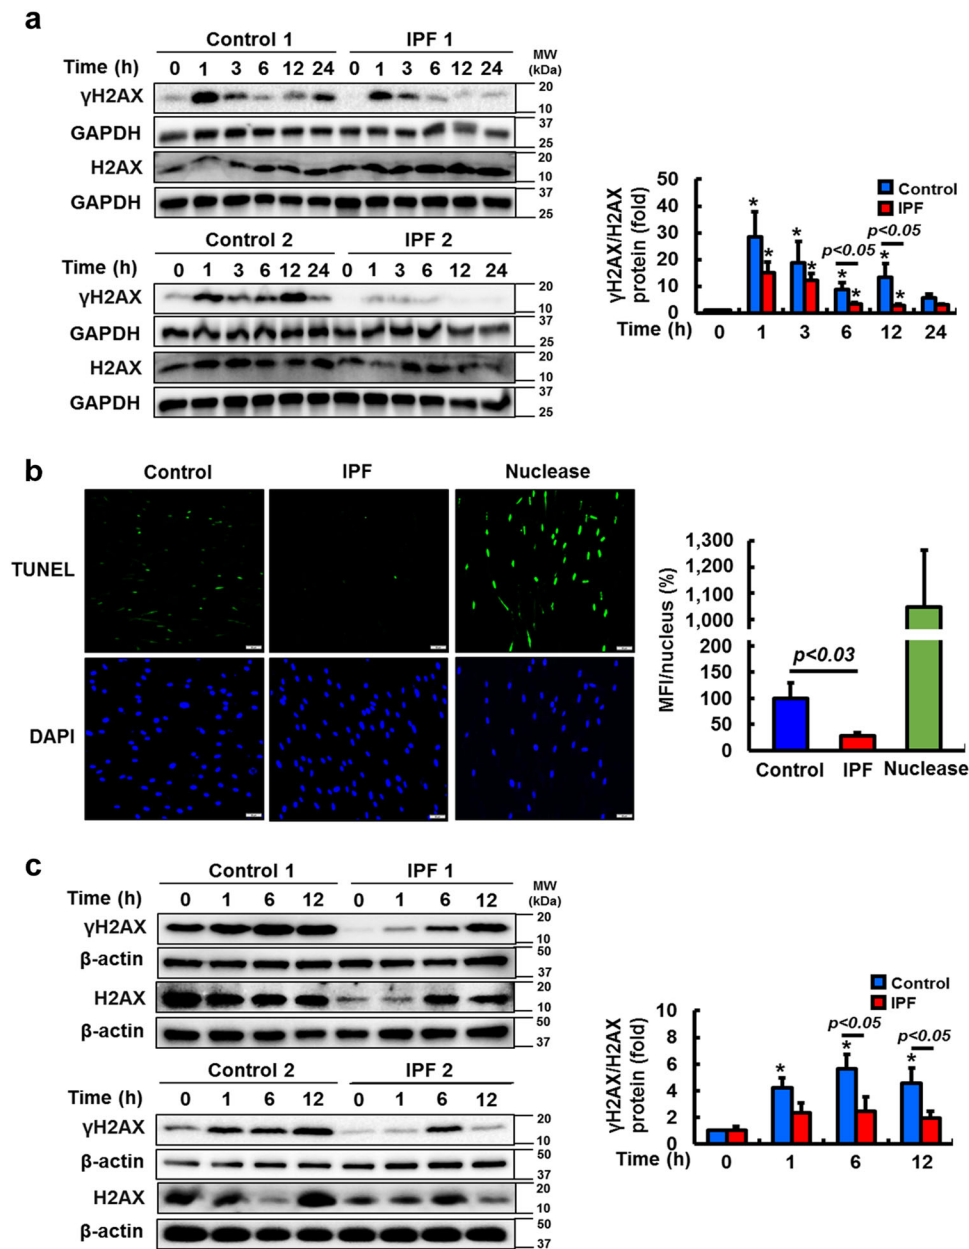 a
Control 1 IPF 1
MW
(kDa)
Time (h) 0 1 3 6 12 24 0 1 3 6 12 24
γH2AX 20
10
GAPDH 37
25
H2AX 20
10
GAPDH 37
25
Control 2 IPF 2
Time (h) 0 1 3 6 12 24 0 1 3 6 12 24
γH2AX 20
10
GAPDH 37
25
H2AX 20
10
GAPDH 37
25
γH2AX/H2AX
protein (fold)
50
40
30
20
10
0
Control
IPF
* * * * p<0.05 * * p<0.05 * *
Time (h) 0 1 3 6 12 24
b
Control IPF Nuclease
TUNEL
DAPI
MFI/nucleus (%)
1,300
1,200
1,100
1,000
200
150
100
50
0
p<0.03
Control IPF Nuclease
c
Control 1 IPF 1
MW
(kDa)
Time (h) 0 1 6 12 0 1 6 12
γH2AX 20
10
β-actin 50
37
H2AX 20
10
β-actin 50
37
Control 2 IPF 2
Time (h) 0 1 6 12 0 1 6 12
γH2AX 20
10
β-actin 50
37
H2AX 20
10
β-actin 50
37
γH2AX/H2AX
protein (fold)
10
8
6
4
2
0
Control
IPF
* p<0.05 * p<0.05 *
Time (h) 0 1 6 12